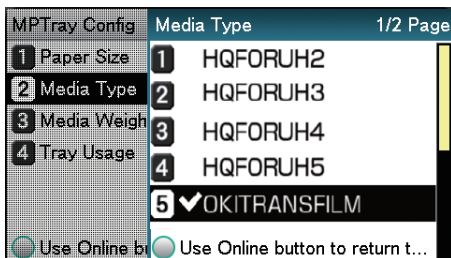 MPTray Config
1 Paper Size
2 Media Type
3 Media Weigh
4 Tray Usage
Use Online bu
Media Type 1/2 Page
1 HQFORUH2
2 HQFORUH3
3 HQFORUH4
4 HQFORUH5
5 ✔OKITRANSFILM
Use Online button to return t...